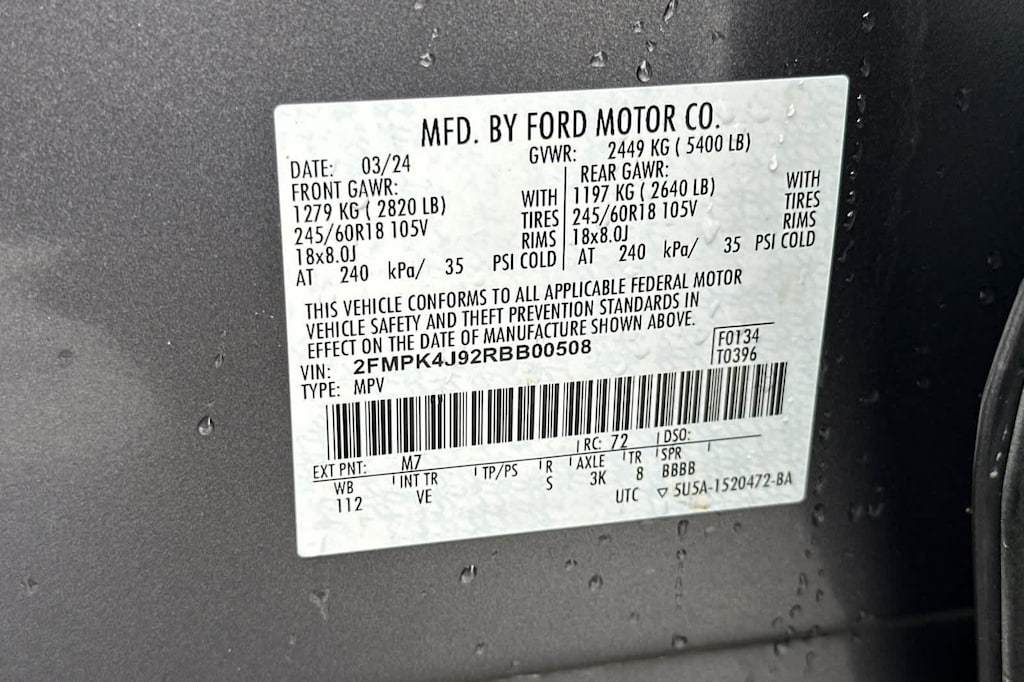 MFD. BY FORD MOTOR CO.
DATE: 03/24 GVWR: 2449 KG ( 5400 LB)
FRONT GAWR: REAR GAWR:
1279 KG ( 2820 LB) WITH 1197 KG ( 2640 LB) WITH
245/60R18 105V TIRES 245/60R18 105V TIRES
18x8.0J RIMS 18x8.0J RIMS
AT 240 kPa/ 35 PSI COLD AT 240 kPa/ 35 PSI COLD
THIS VEHICLE CONFORMS TO ALL APPLICABLE FEDERAL MOTOR
VEHICLE SAFETY AND THEFT PREVENTION STANDARDS IN
EFFECT ON THE DATE OF MANUFACTURE SHOWN ABOVE.
VIN: 2FMPK4J92RBB00508 F0134
TYPE: MPV T0396
EXT PNT: M7 RC: 72 DSO:
WB INT TR TP/PS R AXLE TR SPR
112 VE S 3K 8 BBBB
UTC ▽ 5U5A-1520472-BA